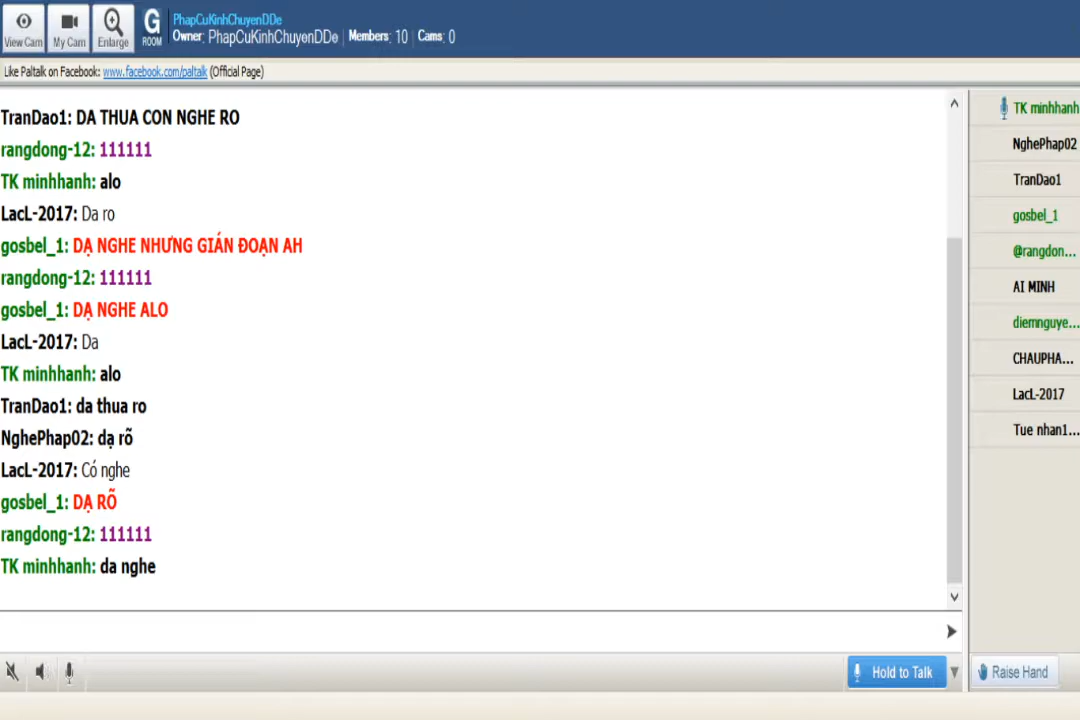 PhapCuKinhChuyenDDe
Owner: PhapCuKinhChuyenDDe Members: 10 Cams: 0
View Cam My Cam Enlarge G ROOM
Like Paltalk on Facebook: www.facebook.com/paltalk (Official Page)
TranDao1: DA THUA CON NGHE RO
rangdong-12: 111111
TK minhhanh: alo
LacL-2017: Da ro
gosbel_1: DẠ NGHE NHƯNG GIÁN ĐOẠN AH
rangdong-12: 111111
gosbel_1: DẠ NGHE ALO
LacL-2017: Da
TK minhhanh: alo
TranDao1: da thua ro
NghePhap02: dạ rõ
LacL-2017: Có nghe
gosbel_1: DẠ RÕ
rangdong-12: 111111
TK minhhanh: da nghe
TK minhhanh
NghePhap02
TranDao1
gosbel_1
@rangdon...
AI MINH
diemnguye...
CHAUPHA...
LacL-2017
Tue nhan1...
Hold to Talk
Raise Hand